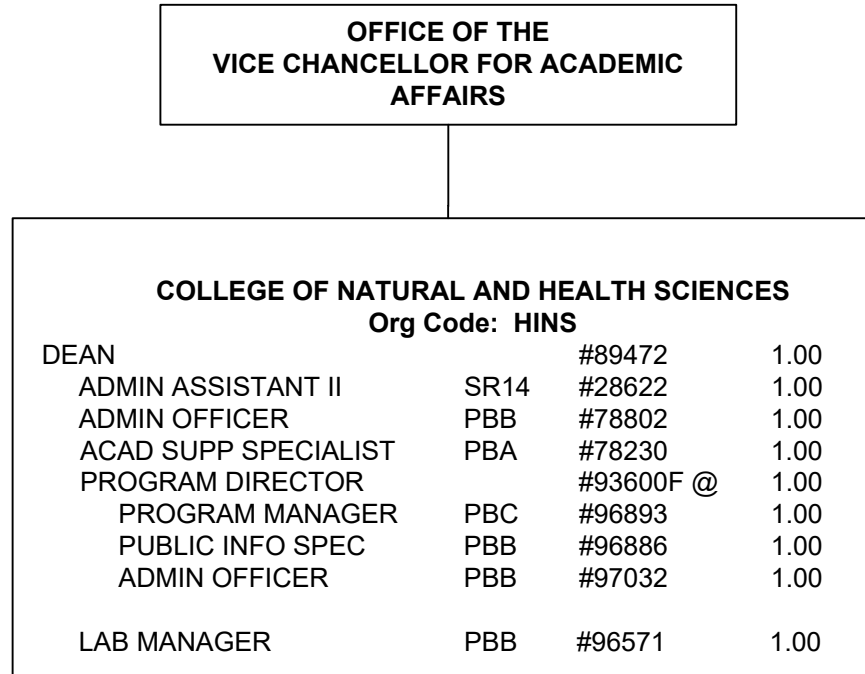 OFFICE OF THE
VICE CHANCELLOR FOR ACADEMIC
AFFAIRS
COLLEGE OF NATURAL AND HEALTH SCIENCES
Org Code: HINS
DEAN #89472 1.00
ADMIN ASSISTANT II SR14 #28622 1.00
ADMIN OFFICER PBB #78802 1.00
ACAD SUPP SPECIALIST PBA #78230 1.00
PROGRAM DIRECTOR #93600F @ 1.00
PROGRAM MANAGER PBC #96893 1.00
PUBLIC INFO SPEC PBB #96886 1.00
ADMIN OFFICER PBB #97032 1.00
LAB MANAGER PBB #96571 1.00